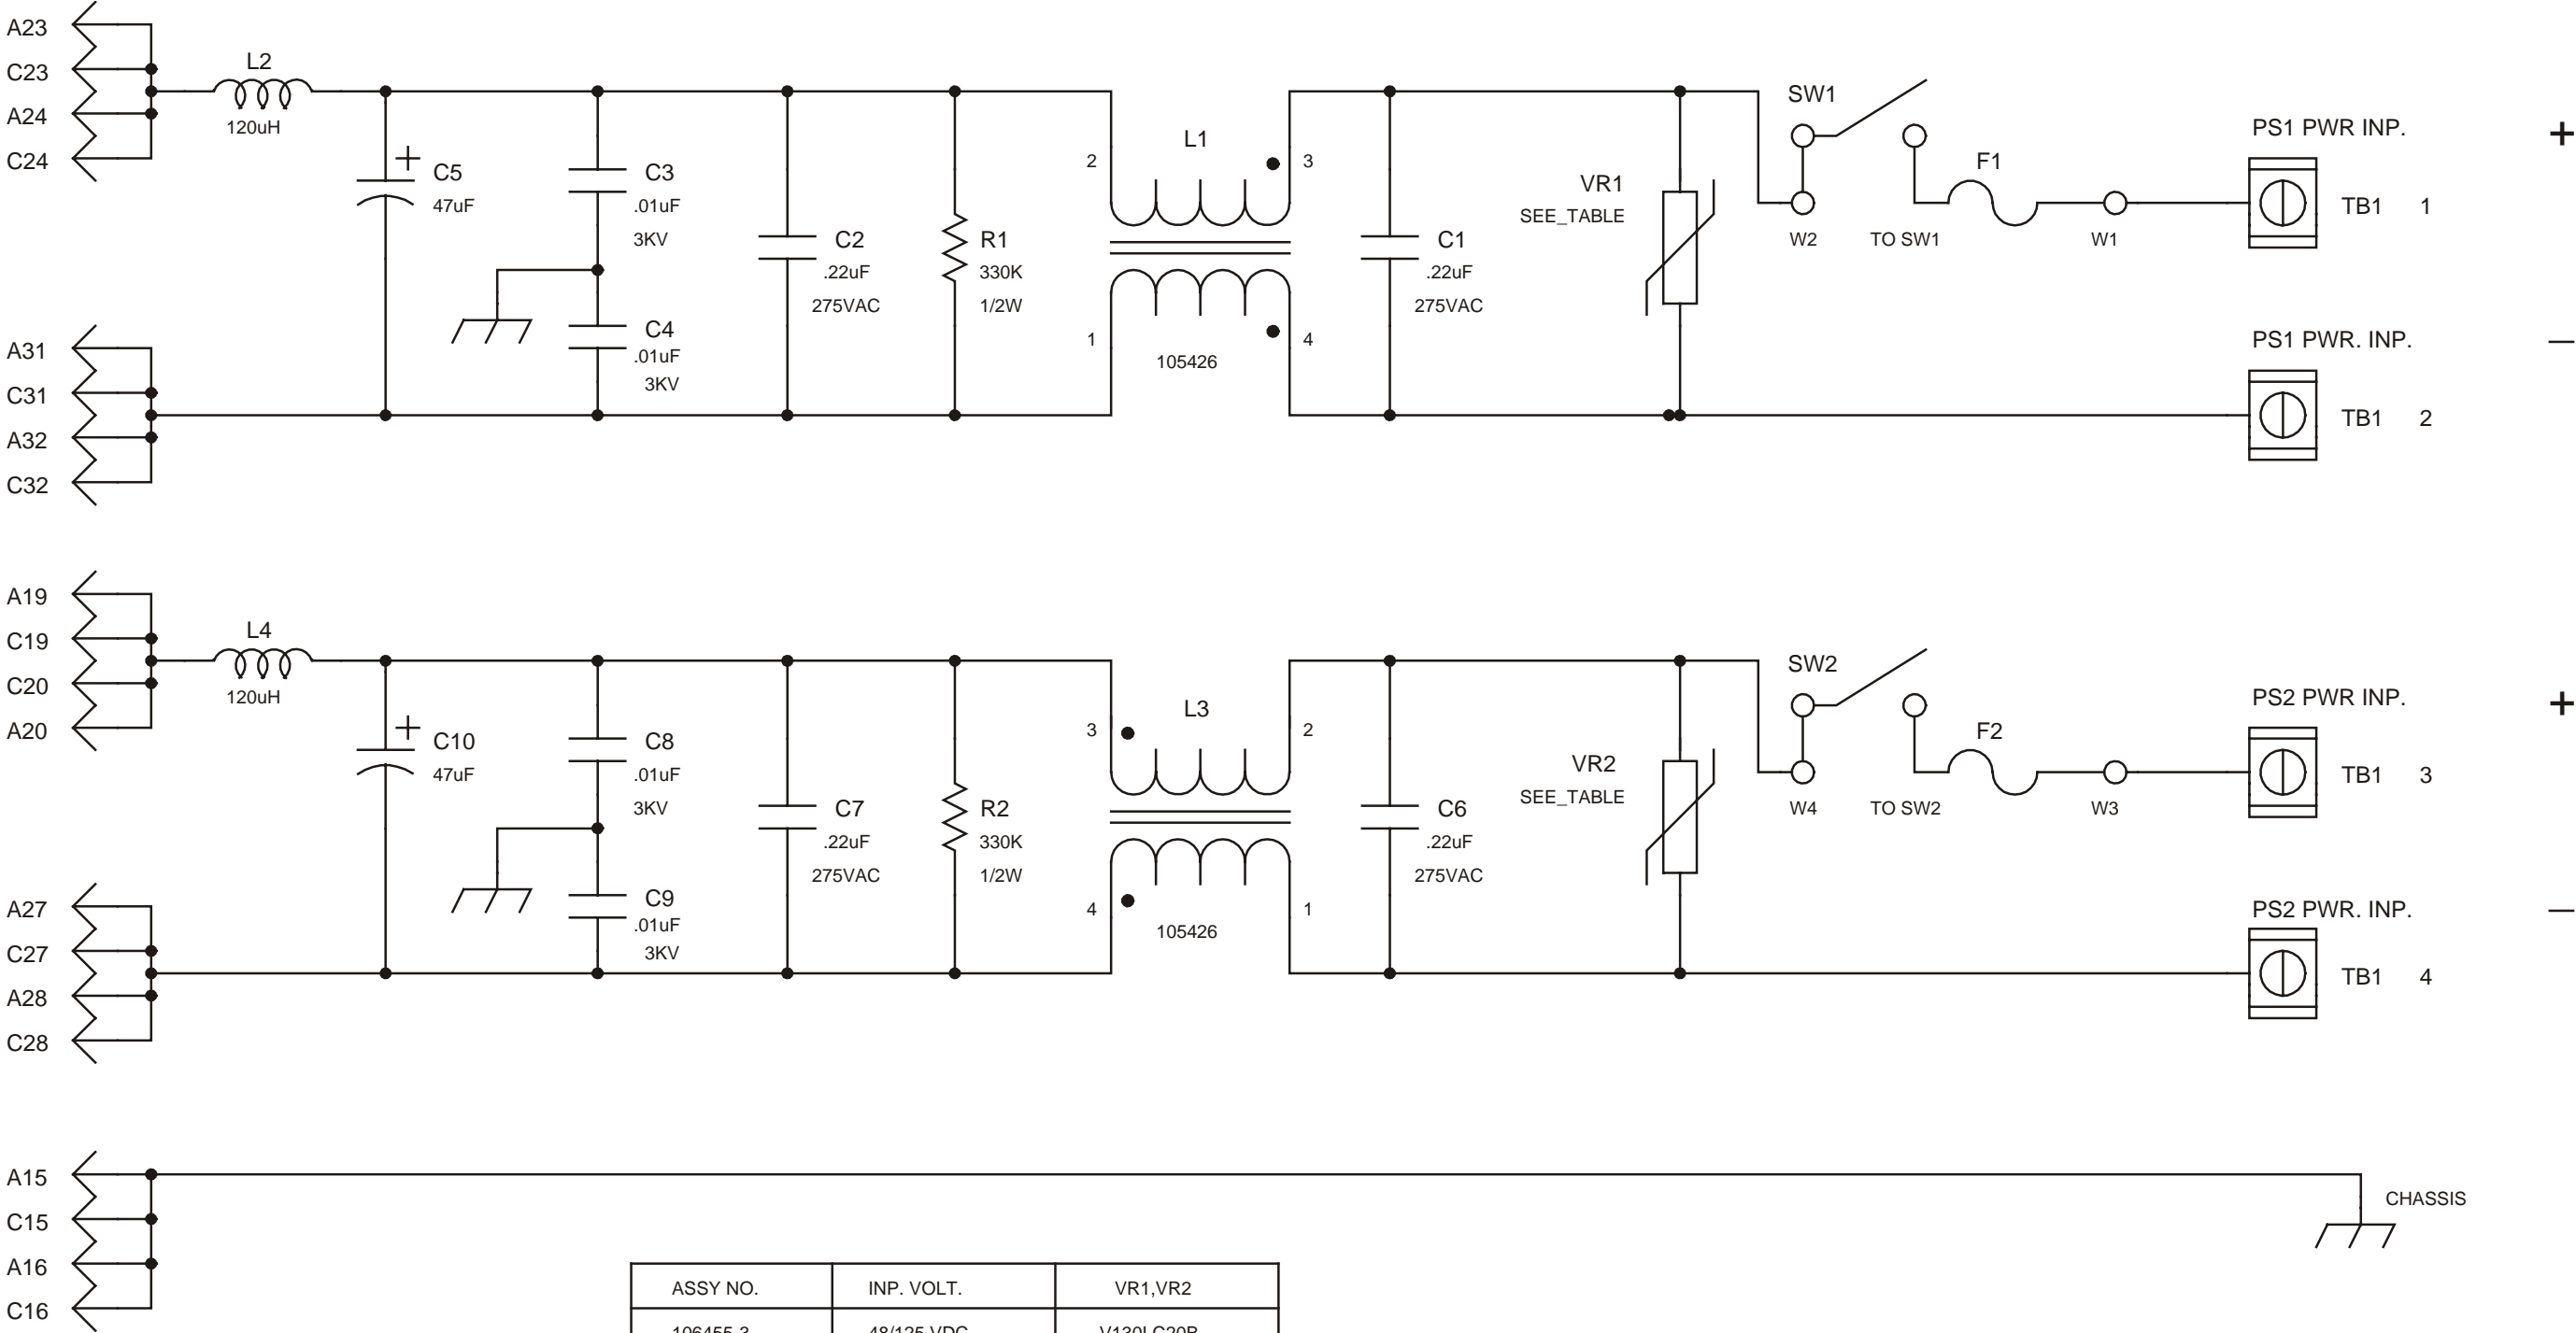 A23
C23
A24
C24
L2
120uH
+
C5
47uF
C3
.01uF
3KV
C4
.01uF
3KV
C2
.22uF
275VAC
R1
330K
1/2W
L1
2
3
1
4
105426
C1
.22uF
275VAC
VR1
SEE_TABLE
SW1
W2
TO SW1
F1
W1
PS1 PWR INP.
+
TB1 1
PS1 PWR. INP.
—
TB1 2
A31
C31
A32
C32
A19
C19
C20
A20
L4
120uH
+
C10
47uF
C8
.01uF
3KV
C9
.01uF
3KV
C7
.22uF
275VAC
R2
330K
1/2W
L3
3
2
4
1
105426
C6
.22uF
275VAC
VR2
SEE_TABLE
SW2
W4
TO SW2
F2
W3
PS2 PWR INP.
+
TB1 3
PS2 PWR. INP.
—
TB1 4
A27
C27
A28
C28
A15
C15
A16
C16
CHASSIS
ASSY NO. INP. VOLT. VR1,VR2
106455-3 48/125 VDC